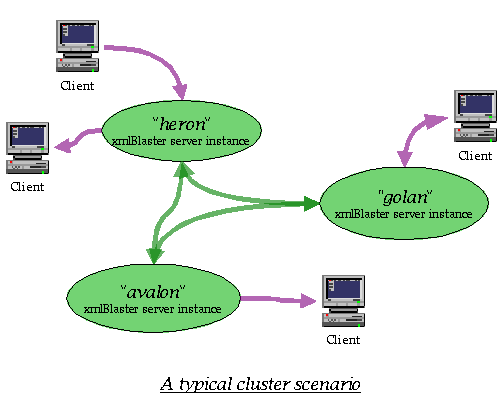 Client
"heron"
xmlBlaster server instance
Client
Client
"golan"
xmlBlaster server instance
"avalon"
xmlBlaster server instance
Client
A typical cluster scenario